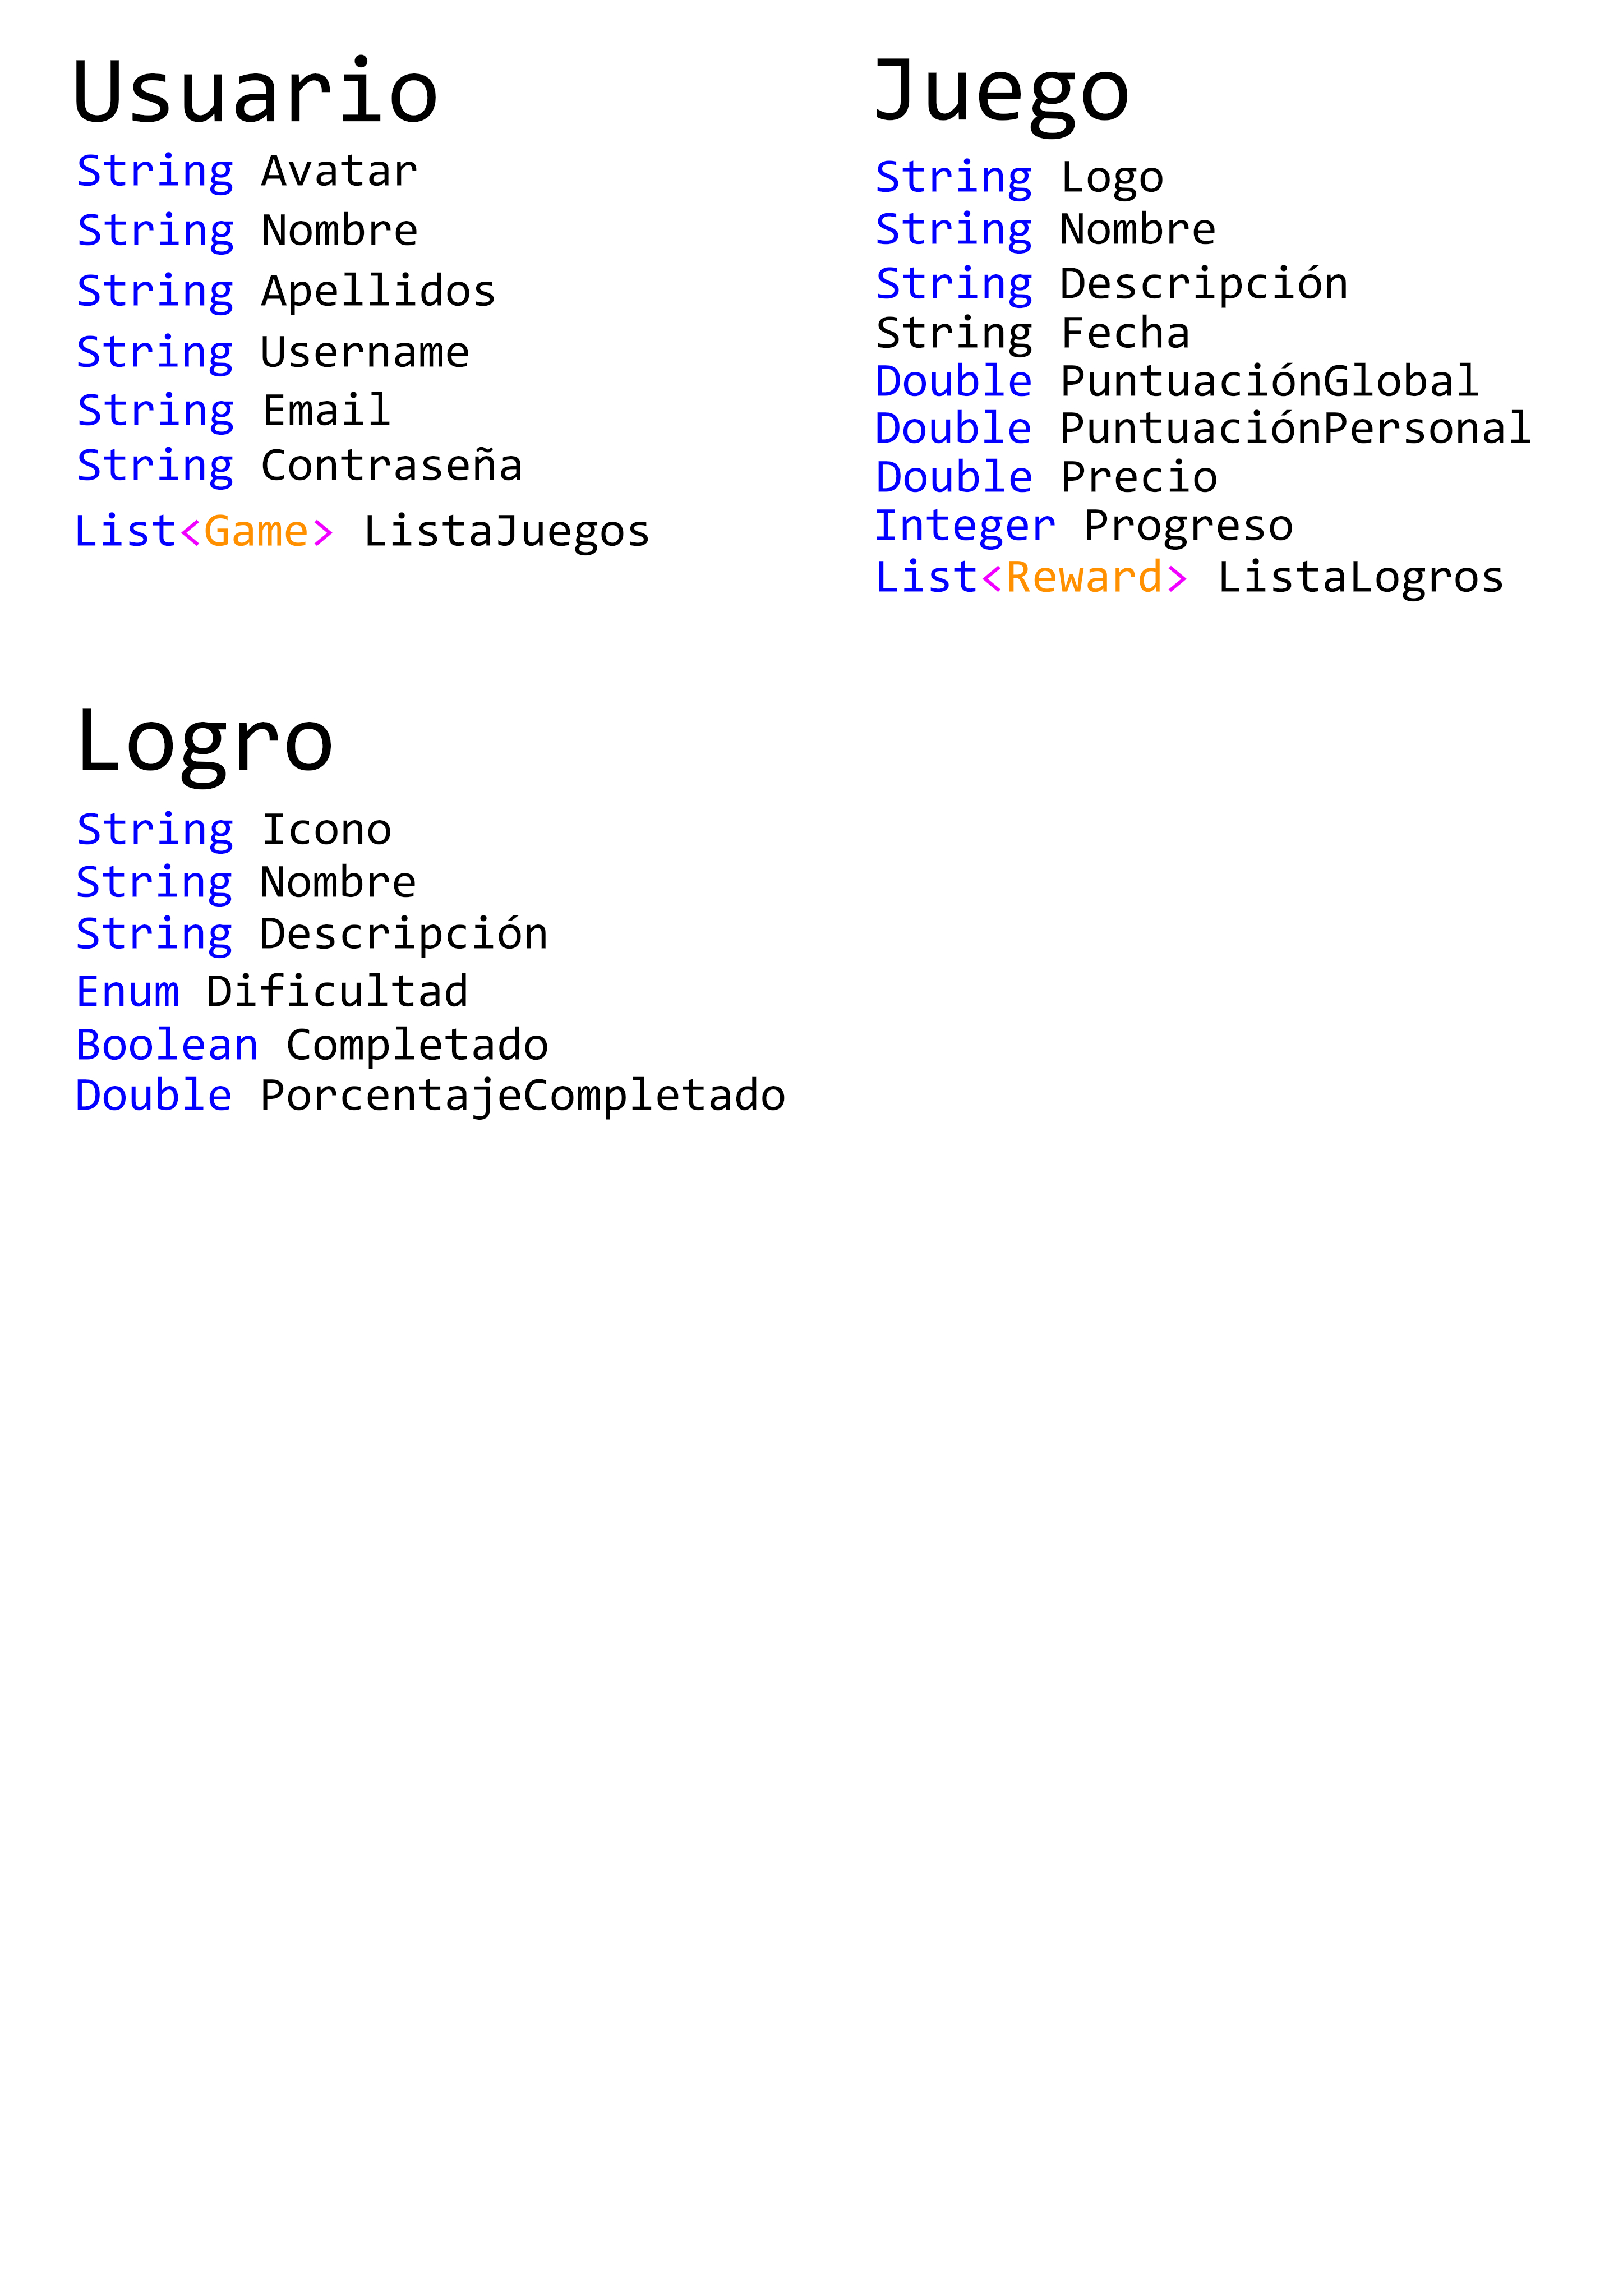 Usuario
String Avatar
String Nombre
String Apellidos
String Username
String Email
String Contraseña
List<Game> ListaJuegos
Juego
String Logo
String Nombre
String Descripción
String Fecha
Double PuntuaciónGlobal
Double PuntuaciónPersonal
Double Precio
Integer Progreso
List<Reward> ListaLogros
Logro
String Icono
String Nombre
String Descripción
Enum Dificultad
Boolean Completado
Double PorcentajeCompletado